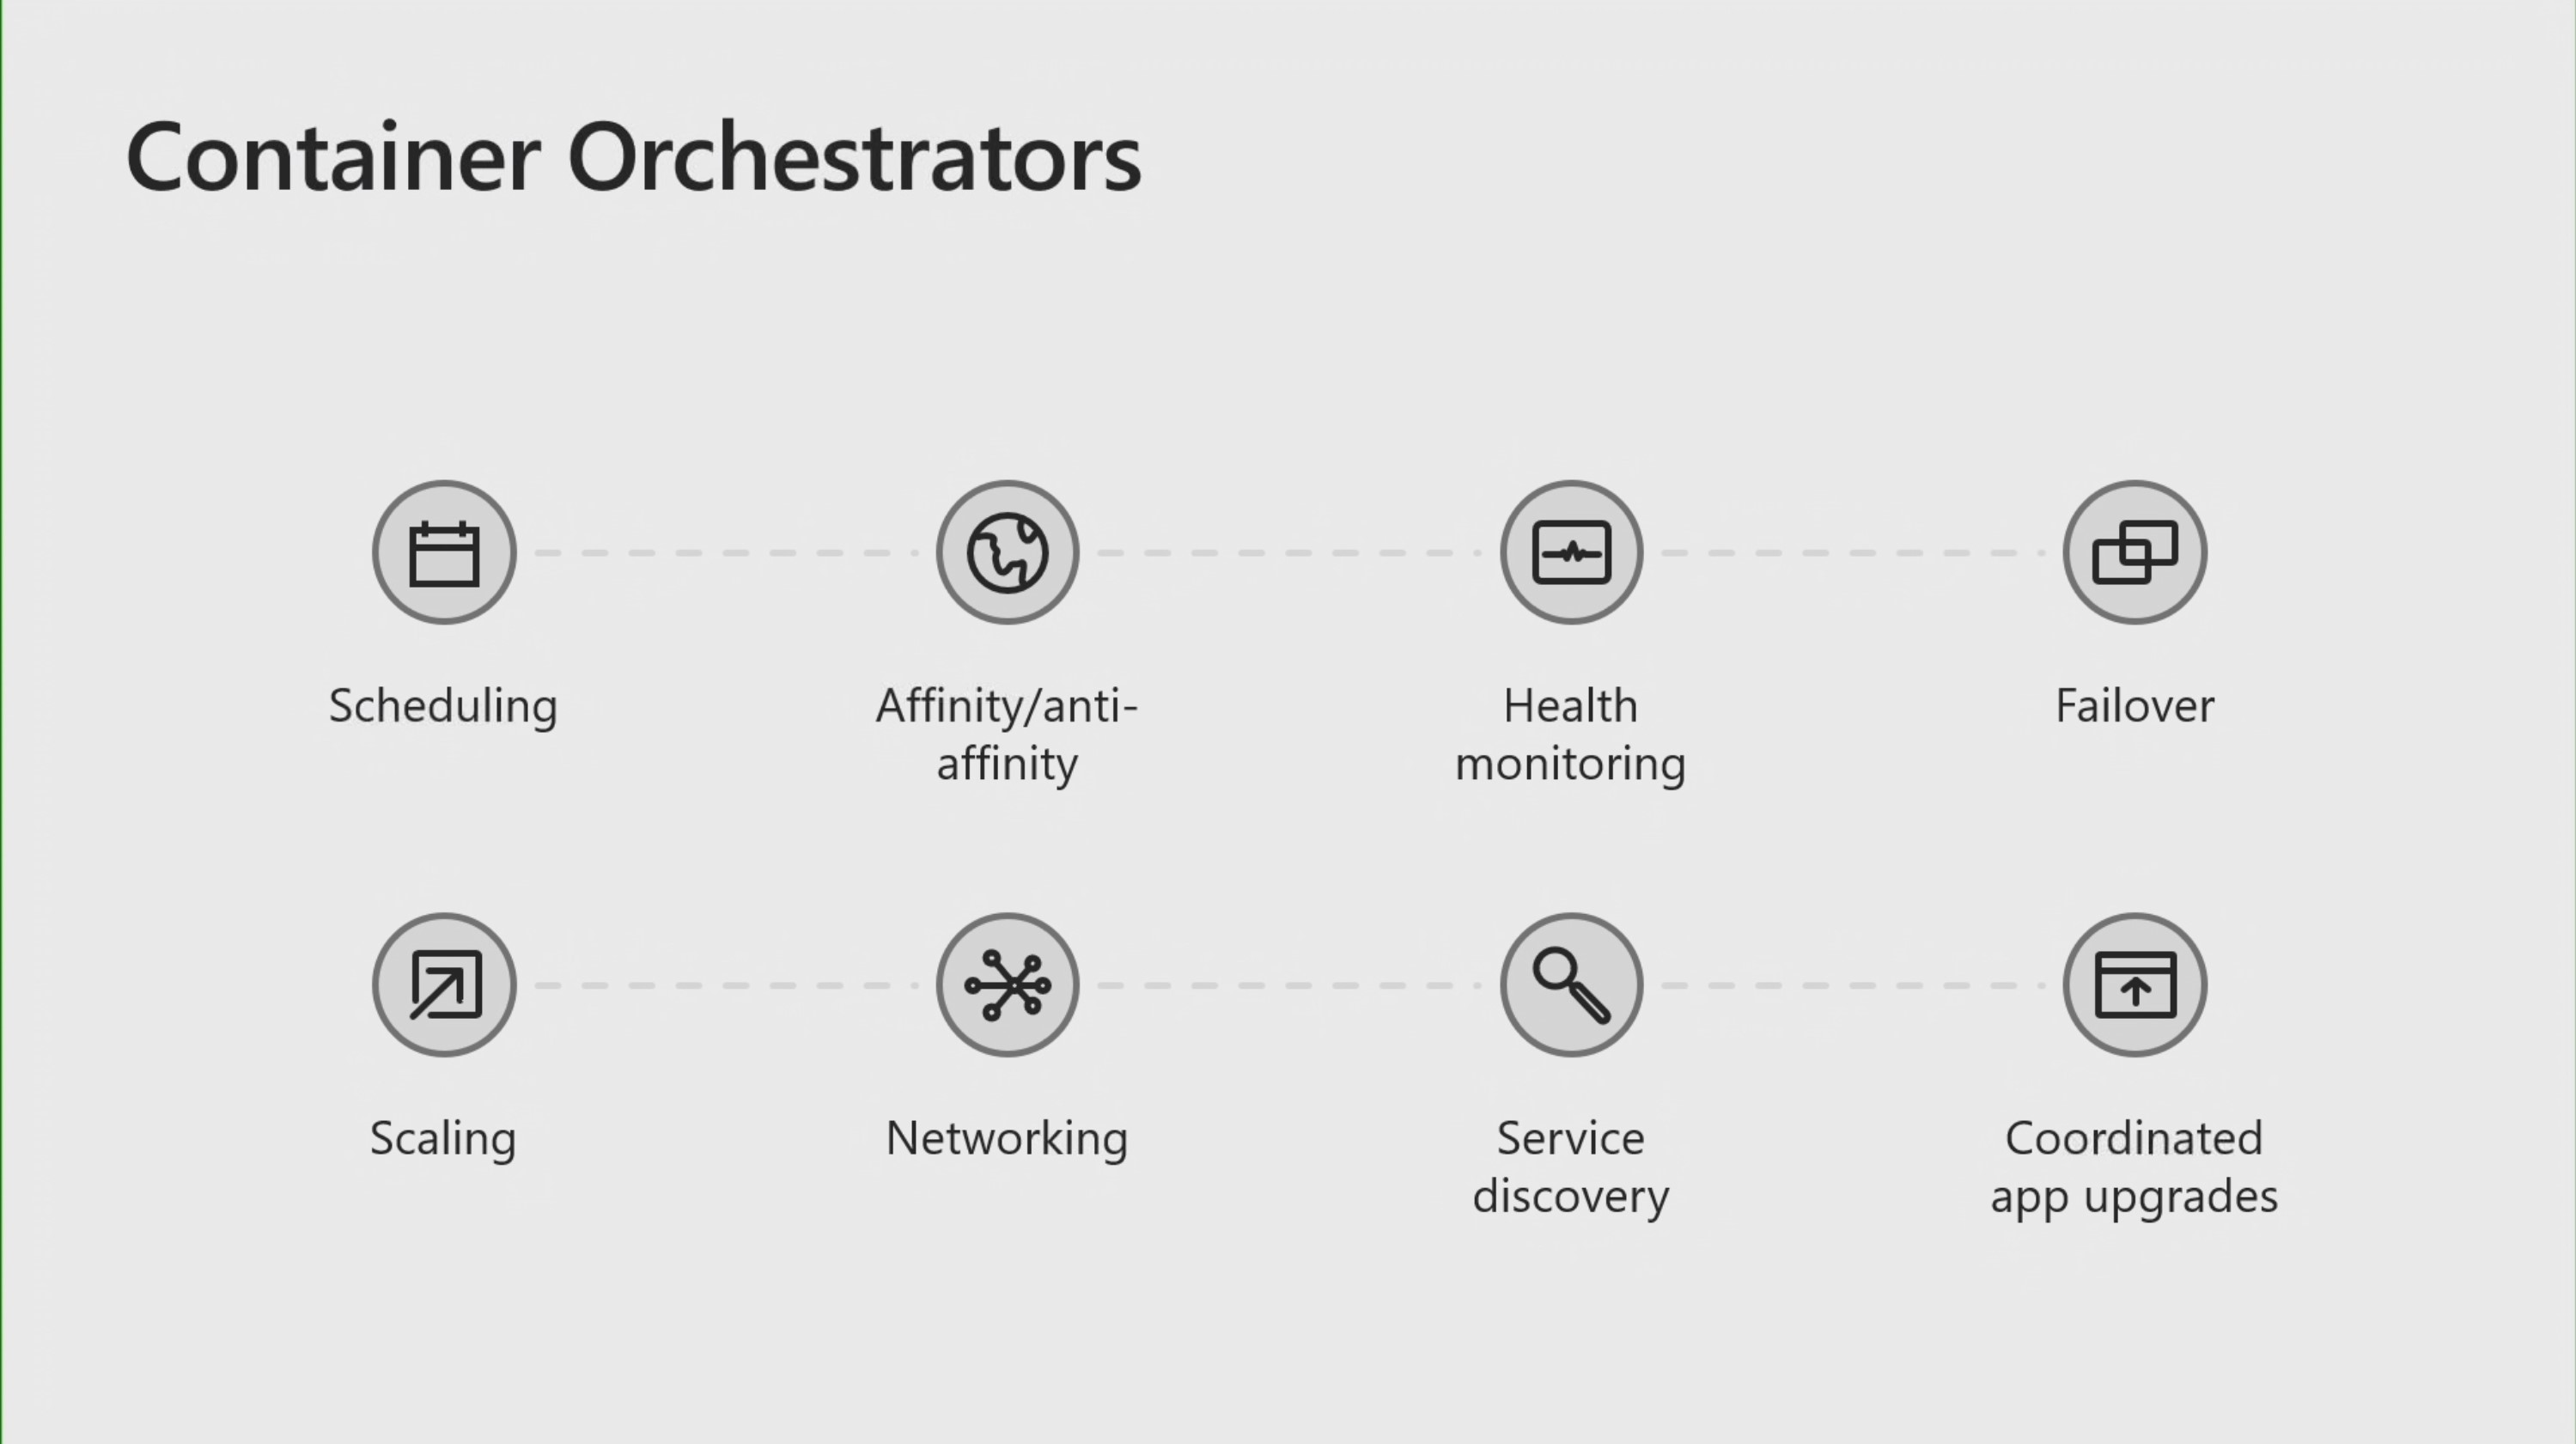 Container Orchestrators
Scheduling
Affinity/anti-
affinity
Health
monitoring
Failover
Scaling
Networking
Service
discovery
Coordinated
app upgrades